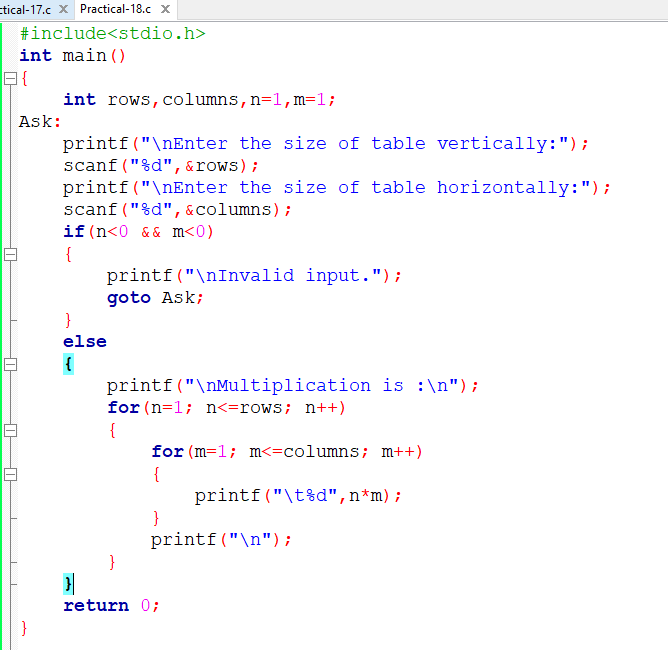 ctical-17.c Practical-18.c
#include<stdio.h>
int main()
{
    int rows,columns,n=1,m=1;
Ask:
    printf("\nEnter the size of table vertically:");
    scanf("%d",&rows);
    printf("\nEnter the size of table horizontally:");
    scanf("%d",&columns);
    if(n<0 && m<0)
    {
        printf("\nInvalid input.");
        goto Ask;
    }
    else
    {
        printf("\nMultiplication is :\n");
        for(n=1; n<=rows; n++)
        {
            for(m=1; m<=columns; m++)
            {
                printf("\t%d",n*m);
            }
            printf("\n");
        }
    }
    return 0;
}